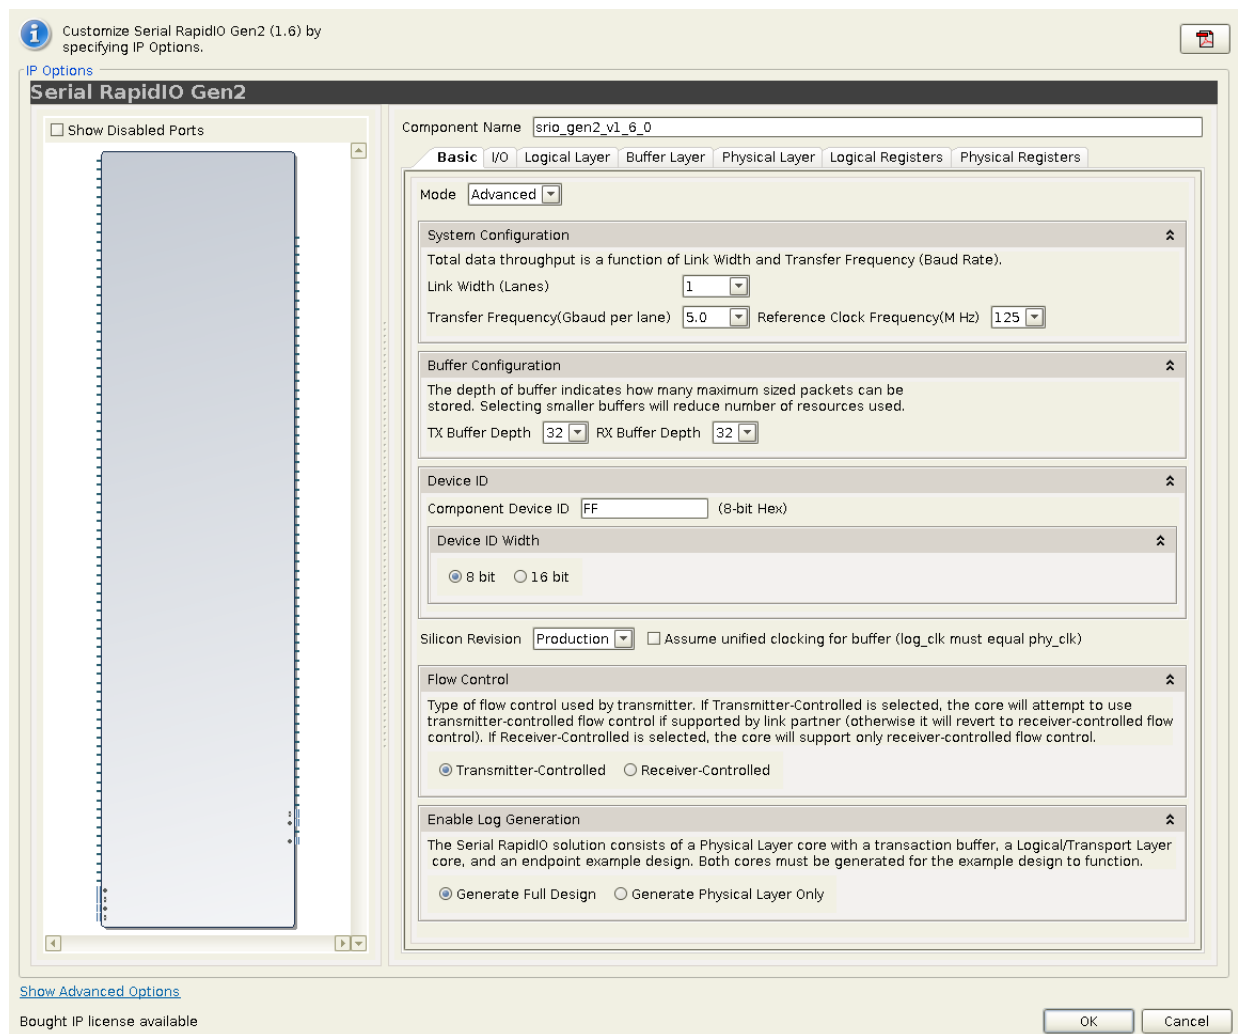 Customize Serial RapidIO Gen2 (1.6) by
specifying IP Options.
IP Options
Serial RapidIO Gen2
Show Disabled Ports
Component Name srio_gen2_v1_6_0
Basic I/O Logical Layer Buffer Layer Physical Layer Logical Registers Physical Registers
Mode Advanced
System Configuration
Total data throughput is a function of Link Width and Transfer Frequency (Baud Rate).
Link Width (Lanes) 1
Transfer Frequency(Gbaud per lane) 5.0 Reference Clock Frequency(M Hz) 125
Buffer Configuration
The depth of buffer indicates how many maximum sized packets can be
stored. Selecting smaller buffers will reduce number of resources used.
TX Buffer Depth 32 RX Buffer Depth 32
Device ID
Component Device ID FF (8-bit Hex)
Device ID Width
8 bit 16 bit
Silicon Revision Production Assume unified clocking for buffer (log_clk must equal phy_clk)
Flow Control
Type of flow control used by transmitter. If Transmitter-Controlled is selected, the core will attempt to use
transmitter-controlled flow control if supported by link partner (otherwise it will revert to receiver-controlled flow
control). If Receiver-Controlled is selected, the core will support only receiver-controlled flow control.
Transmitter-Controlled Receiver-Controlled
Enable Log Generation
The Serial RapidIO solution consists of a Physical Layer core with a transaction buffer, a Logical/Transport Layer
core, and an endpoint example design. Both cores must be generated for the example design to function.
Generate Full Design Generate Physical Layer Only
Show Advanced Options
Bought IP license available
OK Cancel